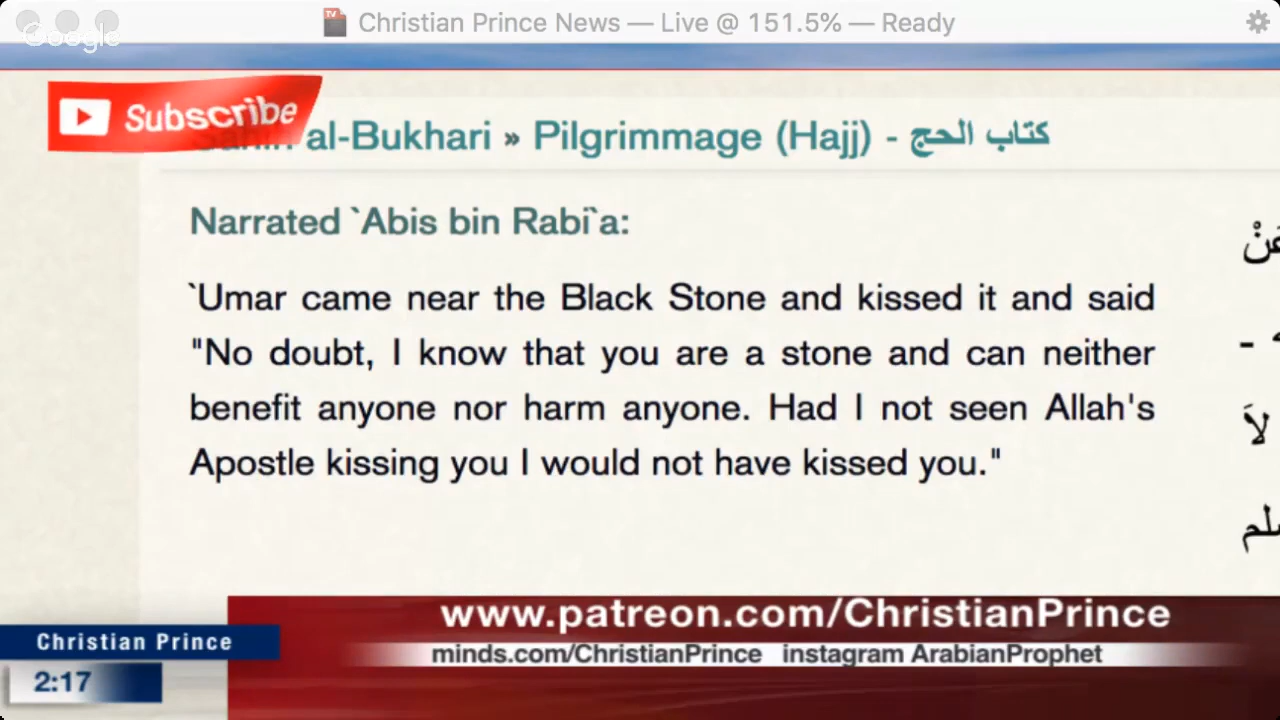 Christian Prince News — Live @ 151.5% — Ready
Google
Subscribe
Sahih al-Bukhari » Pilgrimmage (Hajj) - كتاب الحج
Narrated `Abis bin Rabi`a:
`Umar came near the Black Stone and kissed it and said
"No doubt, I know that you are a stone and can neither
benefit anyone nor harm anyone. Had I not seen Allah's
Apostle kissing you I would not have kissed you."
www.patreon.com/ChristianPrince
Christian Prince
minds.com/ChristianPrince instagram ArabianProphet
2:17